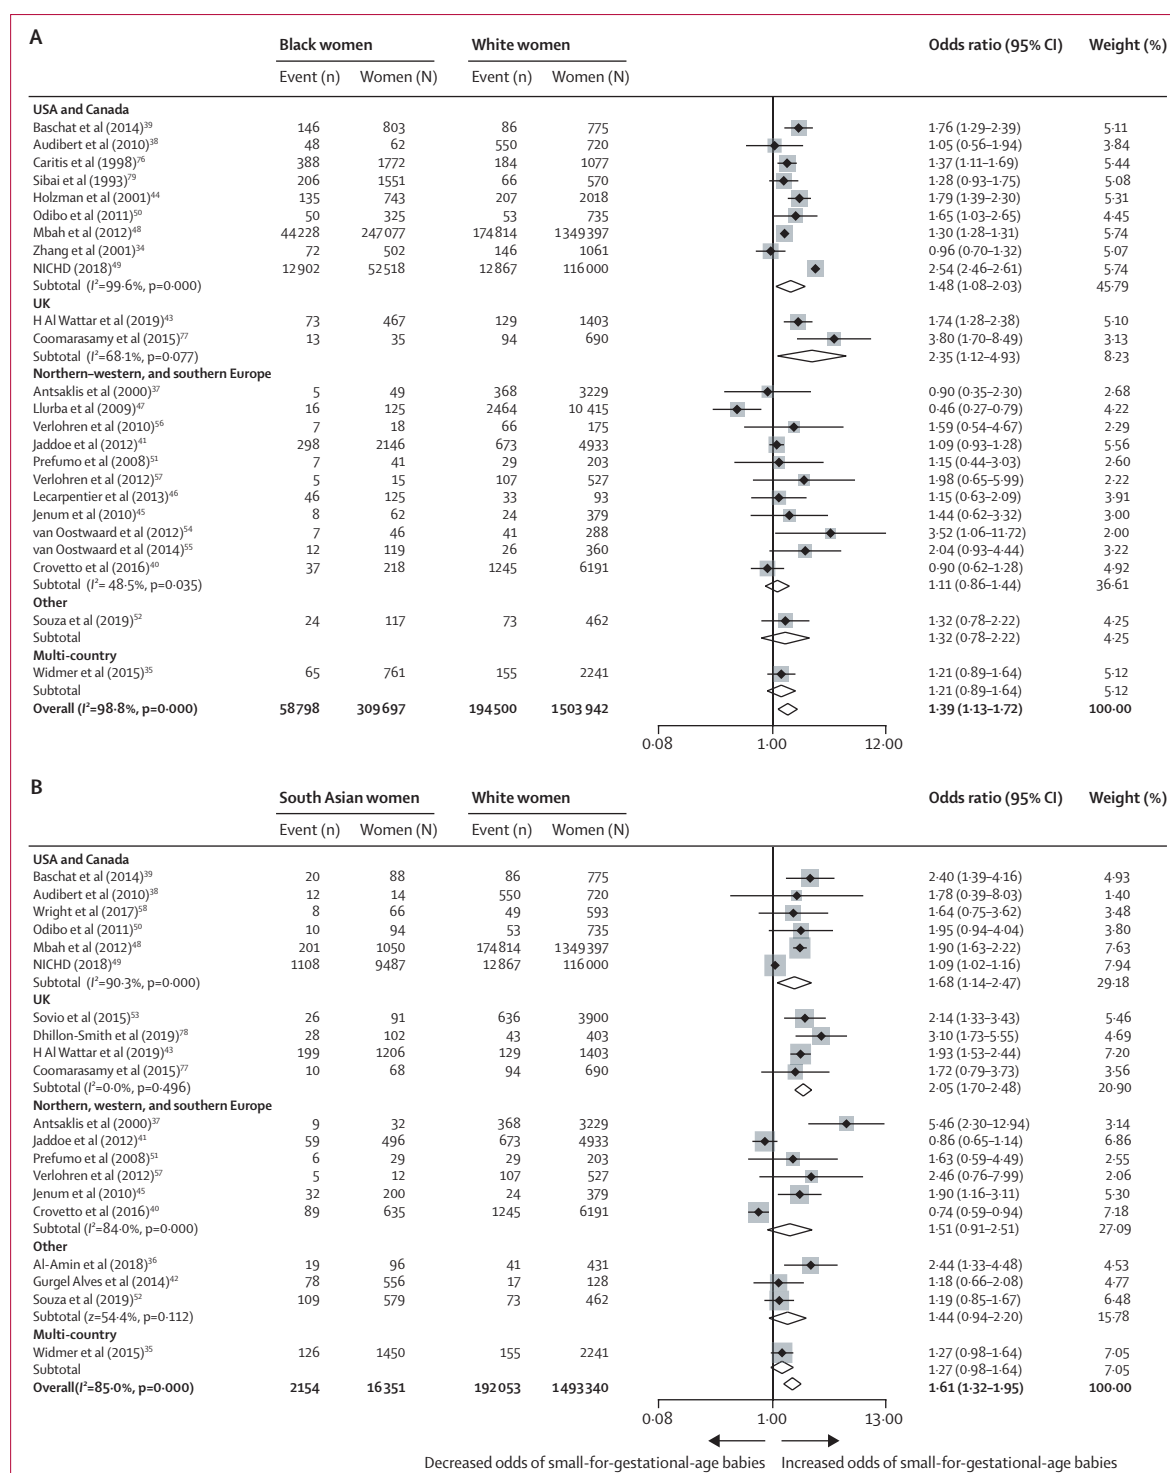 A
Black women White women Odds ratio (95% CI) Weight (%)
Event (n) Women (N) Event (n) Women (N)
USA and Canada
Baschat et al (2014)³⁹ 146 803 86 775 1·76 (1·29–2·39) 5·11
Audibert et al (2010)³⁸ 48 62 550 720 1·05 (0·56–1·94) 3·84
Caritis et al (1998)⁷⁶ 388 1772 184 1077 1·37 (1·11–1·69) 5·44
Sibai et al (1993)⁷⁹ 206 1551 66 570 1·28 (0·93–1·75) 5·08
Holzman et al (2001)⁴⁴ 135 743 207 2018 1·79 (1·39–2·30) 5·31
Odibo et al (2011)⁵⁰ 50 325 53 735 1·65 (1·03–2·65) 4·45
Mbah et al (2012)⁴⁸ 44 228 247 077 174 814 1 349 397 1·30 (1·28–1·31) 5·74
Zhang et al (2001)³⁴ 72 502 146 1061 0·96 (0·70–1·32) 5·07
NICHD (2018)⁴⁹ 12 902 52 518 12 867 116 000 2·54 (2·46–2·61) 5·74
Subtotal (I²=99·6%, p=0·000) 1·48 (1·08–2·03) 45·79
UK
H Al Wattar et al (2019)⁴³ 73 467 129 1403 1·74 (1·28–2·38) 5·10
Coomarasamy et al (2015)⁷⁷ 13 35 94 690 3·80 (1·70–8·49) 3·13
Subtotal (I²=68·1%, p=0·077) 2·35 (1·12–4·93) 8·23
Northern–western, and southern Europe
Antsaklis et al (2000)³⁷ 5 49 368 3229 0·90 (0·35–2·30) 2·68
Llurba et al (2009)⁴⁷ 16 125 2464 10 415 0·46 (0·27–0·79) 4·22
Verlohren et al (2010)⁵⁶ 7 18 66 175 1·59 (0·54–4·67) 2·29
Jaddoe et al (2012)⁴¹ 298 2146 673 4933 1·09 (0·93–1·28) 5·56
Prefumo et al (2008)⁵¹ 7 41 29 203 1·15 (0·44–3·03) 2·60
Verlohren et al (2012)⁵⁷ 5 15 107 527 1·98 (0·65–5·99) 2·22
Lecarpentier et al (2013)⁴⁶ 46 125 33 93 1·15 (0·63–2·09) 3·91
Jenum et al (2010)⁴⁵ 8 62 24 379 1·44 (0·62–3·32) 3·00
van Oostwaard et al (2012)⁵⁴ 7 46 41 288 3·52 (1·06–11·72) 2·00
van Oostwaard et al (2014)⁵⁵ 12 119 26 360 2·04 (0·93–4·44) 3·22
Crovetto et al (2016)⁴⁰ 37 218 1245 6191 0·90 (0·62–1·28) 4·92
Subtotal (I²= 48·5%, p=0·035) 1·11 (0·86–1·44) 36·61
Other
Souza et al (2019)⁵² 24 117 73 462 1·32 (0·78–2·22) 4·25
Subtotal 1·32 (0·78–2·22) 4·25
Multi-country
Widmer et al (2015)³⁵ 65 761 155 2241 1·21 (0·89–1·64) 5·12
Subtotal 1·21 (0·89–1·64) 5·12
Overall (I²=98·8%, p=0·000) 58 798 309 697 194 500 1 503 942 1·39 (1·13–1·72) 100·00
0·08 1·00 12·00
B
South Asian women White women Odds ratio (95% CI) Weight (%)
Event (n) Women (N) Event (n) Women (N)
USA and Canada
Baschat et al (2014)³⁹ 20 88 86 775 2·40 (1·39–4·16) 4·93
Audibert et al (2010)³⁸ 12 14 550 720 1·78 (0·39–8·03) 1·40
Wright et al (2017)⁵⁸ 8 66 49 593 1·64 (0·75–3·62) 3·48
Odibo et al (2011)⁵⁰ 10 94 53 735 1·95 (0·94–4·04) 3·80
Mbah et al (2012)⁴⁸ 201 1050 174 814 1 349 397 1·90 (1·63–2·22) 7·63
NICHD (2018)⁴⁹ 1108 9487 12 867 116 000 1·09 (1·02–1·16) 7·94
Subtotal (I²=90·3%, p=0·000) 1·68 (1·14–2·47) 29·18
UK
Sovio et al (2015)⁵³ 26 91 636 3900 2·14 (1·33–3·43) 5·46
Dhillon-Smith et al (2019)⁷⁸ 28 102 43 403 3·10 (1·73–5·55) 4·69
H Al Wattar et al (2019)⁴³ 199 1206 129 1403 1·93 (1·53–2·44) 7·20
Coomarasamy et al (2015)⁷⁷ 10 68 94 690 1·72 (0·79–3·73) 3·56
Subtotal (I²=0·0%, p=0·496) 2·05 (1·70–2·48) 20·90
Northern, western, and southern Europe
Antsaklis et al (2000)³⁷ 9 32 368 3229 5·46 (2·30–12·94) 3·14
Jaddoe et al (2012)⁴¹ 59 496 673 4933 0·86 (0·65–1·14) 6·86
Prefumo et al (2008)⁵¹ 6 29 29 203 1·63 (0·59–4·49) 2·55
Verlohren et al (2012)⁵⁷ 5 12 107 527 2·46 (0·76–7·99) 2·06
Jenum et al (2010)⁴⁵ 32 200 24 379 1·90 (1·16–3·11) 5·30
Crovetto et al (2016)⁴⁰ 89 635 1245 6191 0·74 (0·59–0·94) 7·18
Subtotal (I²=84·0%, p=0·000) 1·51 (0·91–2·51) 27·09
Other
Al-Amin et al (2018)³⁶ 19 96 41 431 2·44 (1·33–4·48) 4·53
Gurgel Alves et al (2014)⁴² 78 556 17 128 1·18 (0·66–2·08) 4·77
Souza et al (2019)⁵² 109 579 73 462 1·19 (0·85–1·67) 6·48
Subtotal (z=54·4%, p=0·112) 1·44 (0·94–2·20) 15·78
Multi-country
Widmer et al (2015)³⁵ 126 1450 155 2241 1·27 (0·98–1·64) 7·05
Subtotal 1·27 (0·98–1·64) 7·05
Overall(I²=85·0%, p=0·000) 2154 16 351 192 053 1 493 340 1·61 (1·32–1·95) 100·00
0·08 1·00 13·00
Decreased odds of small-for-gestational-age babies Increased odds of small-for-gestational-age babies